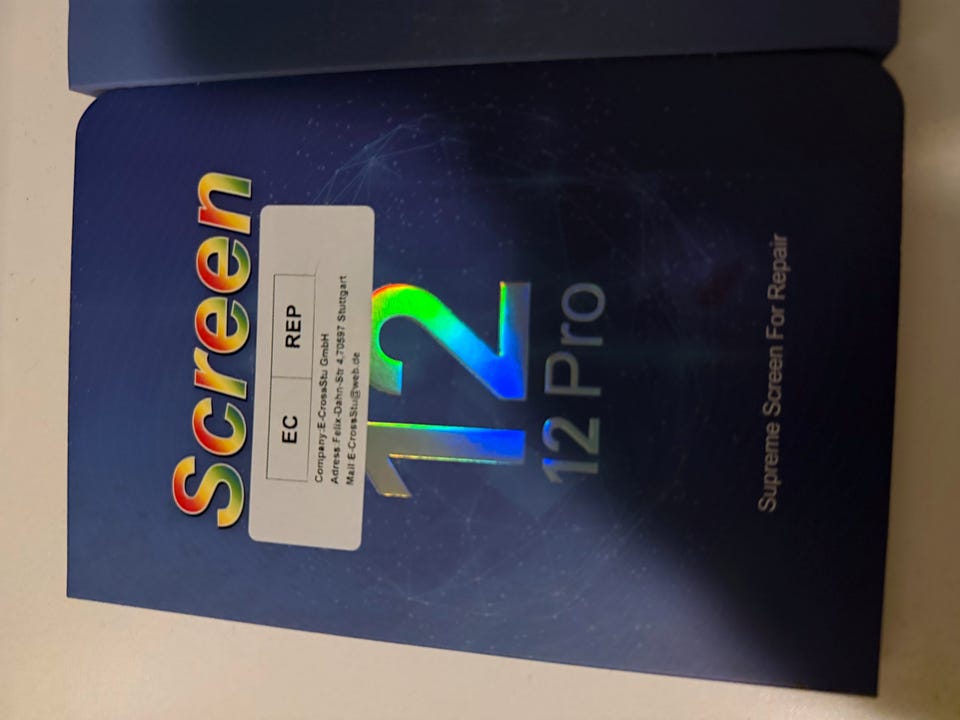 Screen
EC REP
Company:E-CrossStu GmbH
Adress:Felix-Dahn-Str 4,70597 Stuttgart
Mail:E-CrossStu@web.de
12
12 Pro
Supreme Screen For Repair